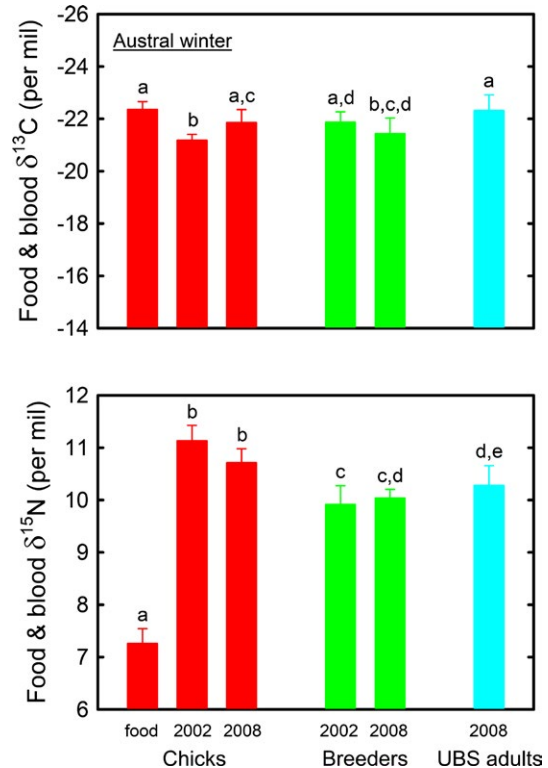 -26
Austral winter
-24
a
a,c
a,d
b,c,d
a
b
-22
-20
-18
-16
-14
Food & blood δ13C (per mil)
12
b
b
11
d,e
c
c,d
10
9
8
a
7
6
Food & blood δ15N (per mil)
food 2002 2008 2002 2008 2008
Chicks Breeders UBS adults